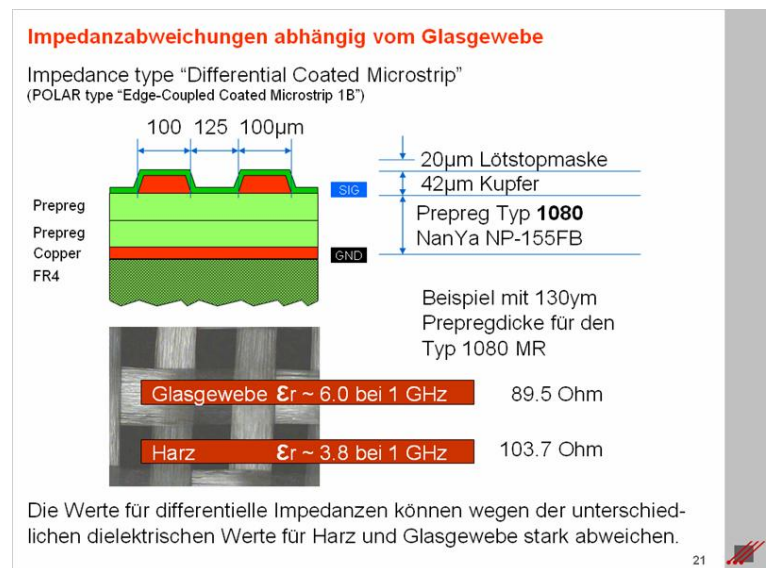 Impedanzabweichungen abhängig vom Glasgewebe
Impedance type “Differential Coated Microstrip”
(POLAR type “Edge-Coupled Coated Microstrip 1B”)
100 125 100µm
20µm Lötstopmaske
SIG
42µm Kupfer
Prepreg
Prepreg Typ 1080
NanYa NP-155FB
Prepreg
Copper
GND
FR4
Beispiel mit 130ym
Prepregdicke für den
Typ 1080 MR
Glasgewebe εr ~ 6.0 bei 1 GHz 89.5 Ohm
Harz εr ~ 3.8 bei 1 GHz 103.7 Ohm
Die Werte für differentielle Impedanzen können wegen der unterschied-
lichen dielektrischen Werte für Harz und Glasgewebe stark abweichen.
21